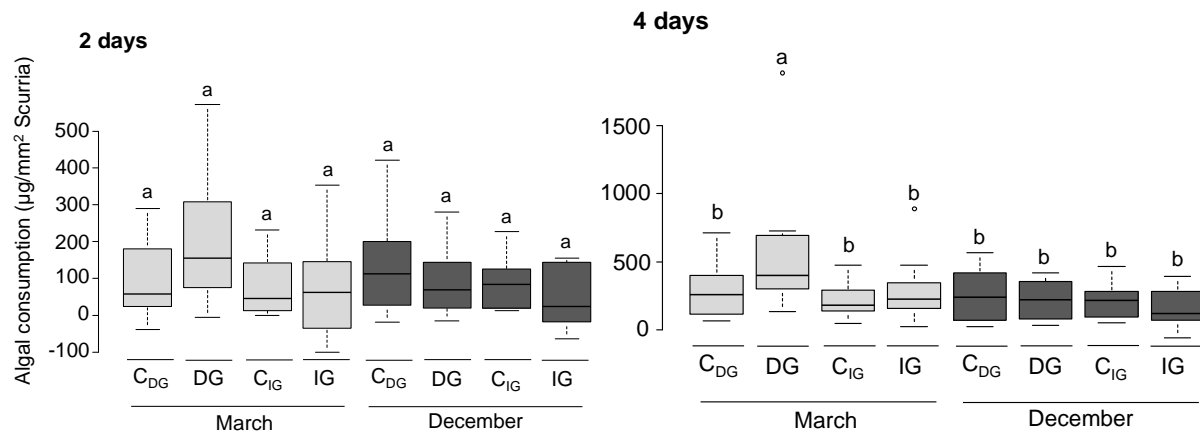 2 days
Algal consumption (µg/mm² Scurria)
500
400
300
200
100
0
-100
a a a a a a a a
C_DG DG C_IG IG C_DG DG C_IG IG
March December
4 days
1500
1000
500
0
a
b b b b b b b
C_DG DG C_IG IG C_DG DG C_IG IG
March December